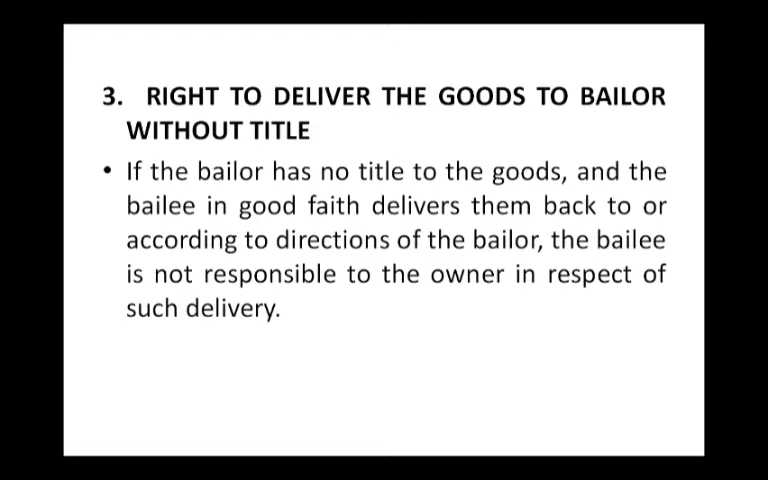 3. RIGHT TO DELIVER THE GOODS TO BAILOR
WITHOUT TITLE
• If the bailor has no title to the goods, and the
bailee in good faith delivers them back to or
according to directions of the bailor, the bailee
is not responsible to the owner in respect of
such delivery.